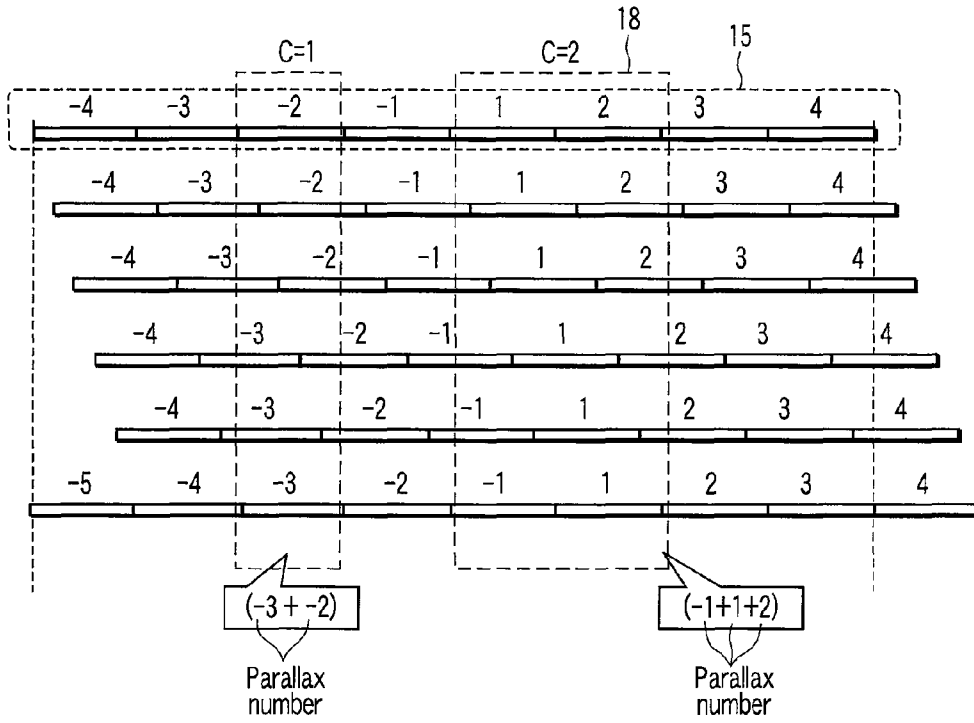 18
15
C=1
C=2
-4 -3 -2 -1 1 2 3 4
-4 -3 -2 -1 1 2 3 4
-4 -3 -2 -1 1 2 3 4
-4 -3 -2 -1 1 2 3 4
-4 -3 -2 -1 1 2 3 4
-5 -4 -3 -2 -1 1 2 3 4
(-3 + -2)
(-1+1+2)
Parallax
number
Parallax
number